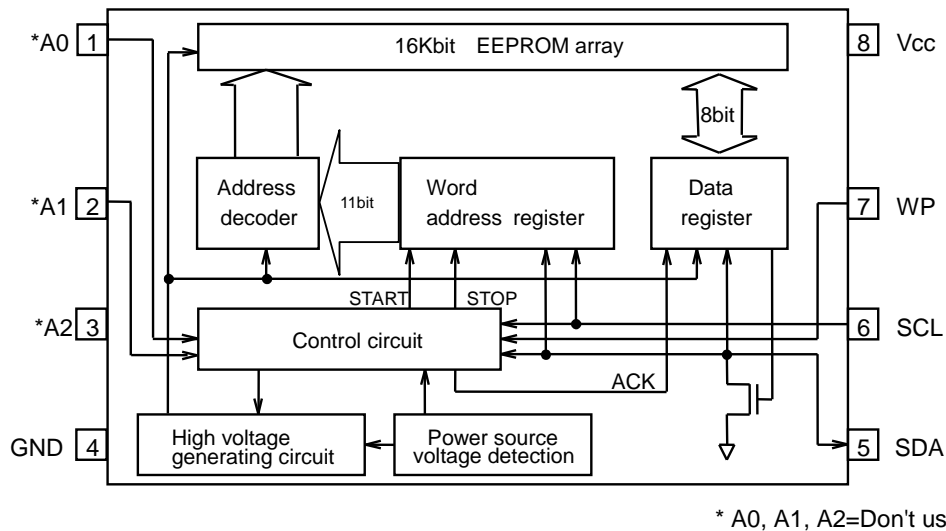 *A0 1
16Kbit EEPROM array
8 Vcc
8bit
*A1 2
Address
decoder
11bit
Word
address register
Data
register
7 WP
START
STOP
*A2 3
Control circuit
6 SCL
ACK
GND 4
High voltage
generating circuit
Power source
voltage detection
5 SDA
* A0, A1, A2=Don't us